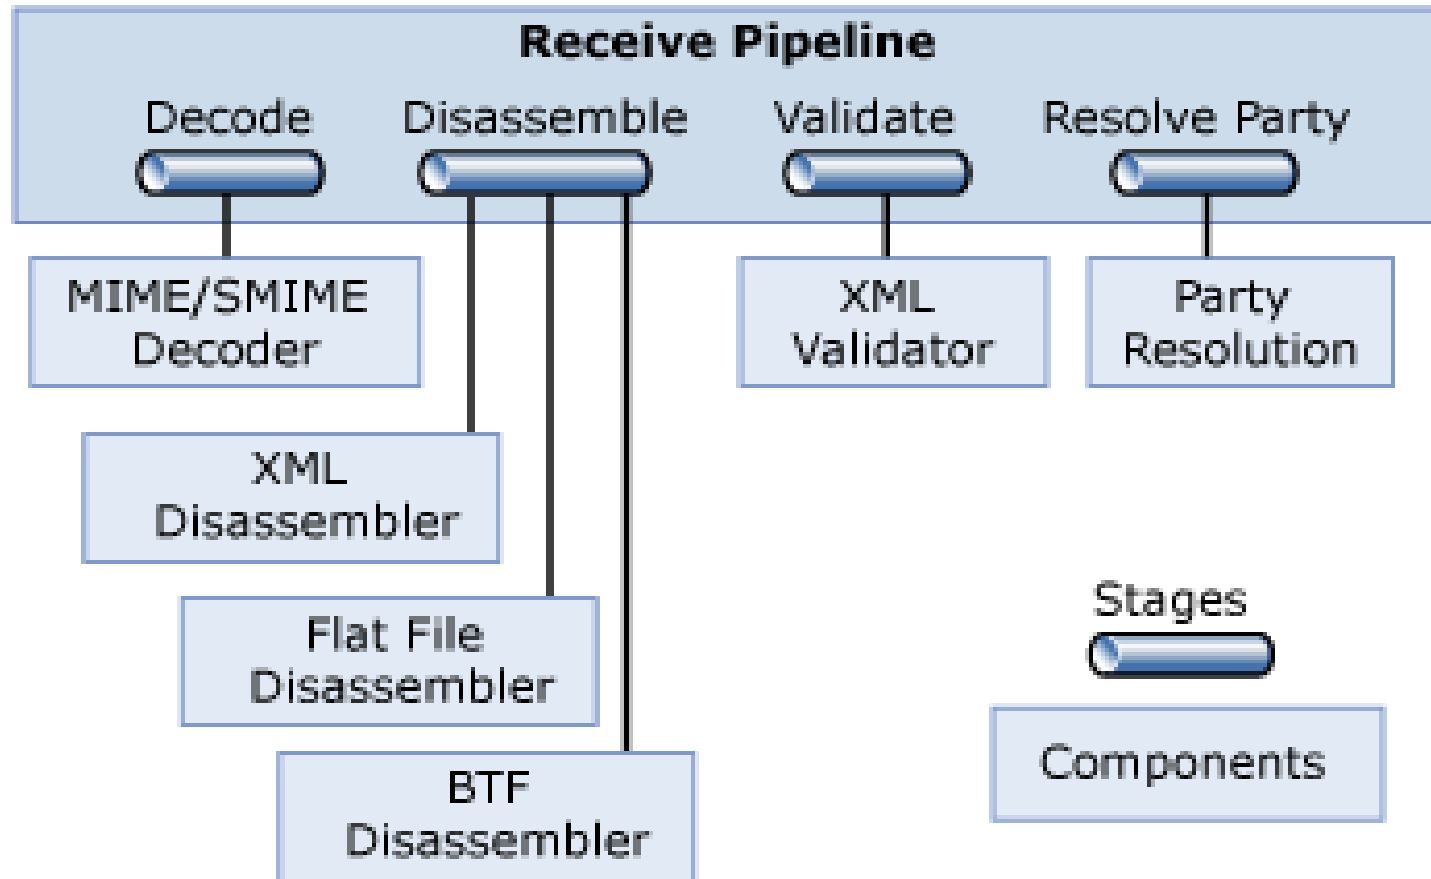 Receive Pipeline
Decode
Disassemble
Validate
Resolve Party
MIME/SMIME
Decoder
XML
Validator
Party
Resolution
XML
Disassembler
Flat File
Disassembler
BTF
Disassembler
Stages
Components